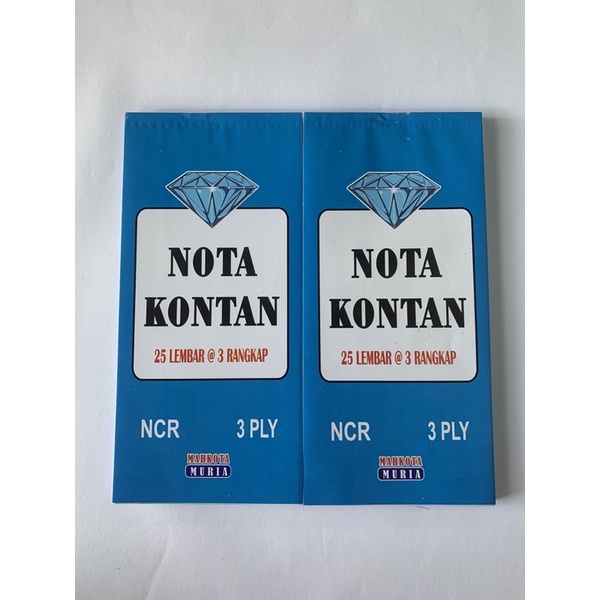 NOTA
KONTAN
25 LEMBAR @ 3 RANGKAP
NCR 3 PLY
MAHKOTA
MURIA
NOTA
KONTAN
25 LEMBAR @ 3 RANGKAP
NCR 3 PLY
MAHKOTA
MURIA